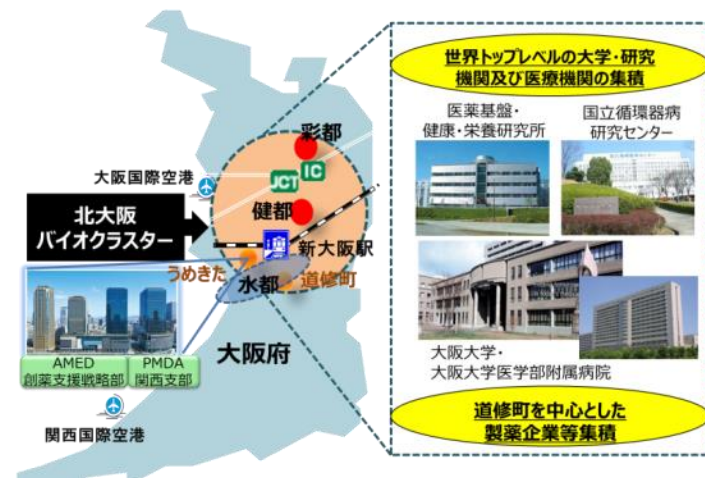 世界トップレベルの大学・研究
機関及び医療機関の集積
医薬基盤・
健康・栄養研究所
国立循環器病
研究センター
彩都
IC
JCT
大阪国際空港
健都
北大阪
バイオクラスター
新大阪駅
うめきた
道修町
水都
大阪府
AMED
創薬支援戦略部
PMDA
関西支部
関西国際空港
大阪大学・
大阪大学医学部附属病院
道修町を中心とした
製薬企業等集積